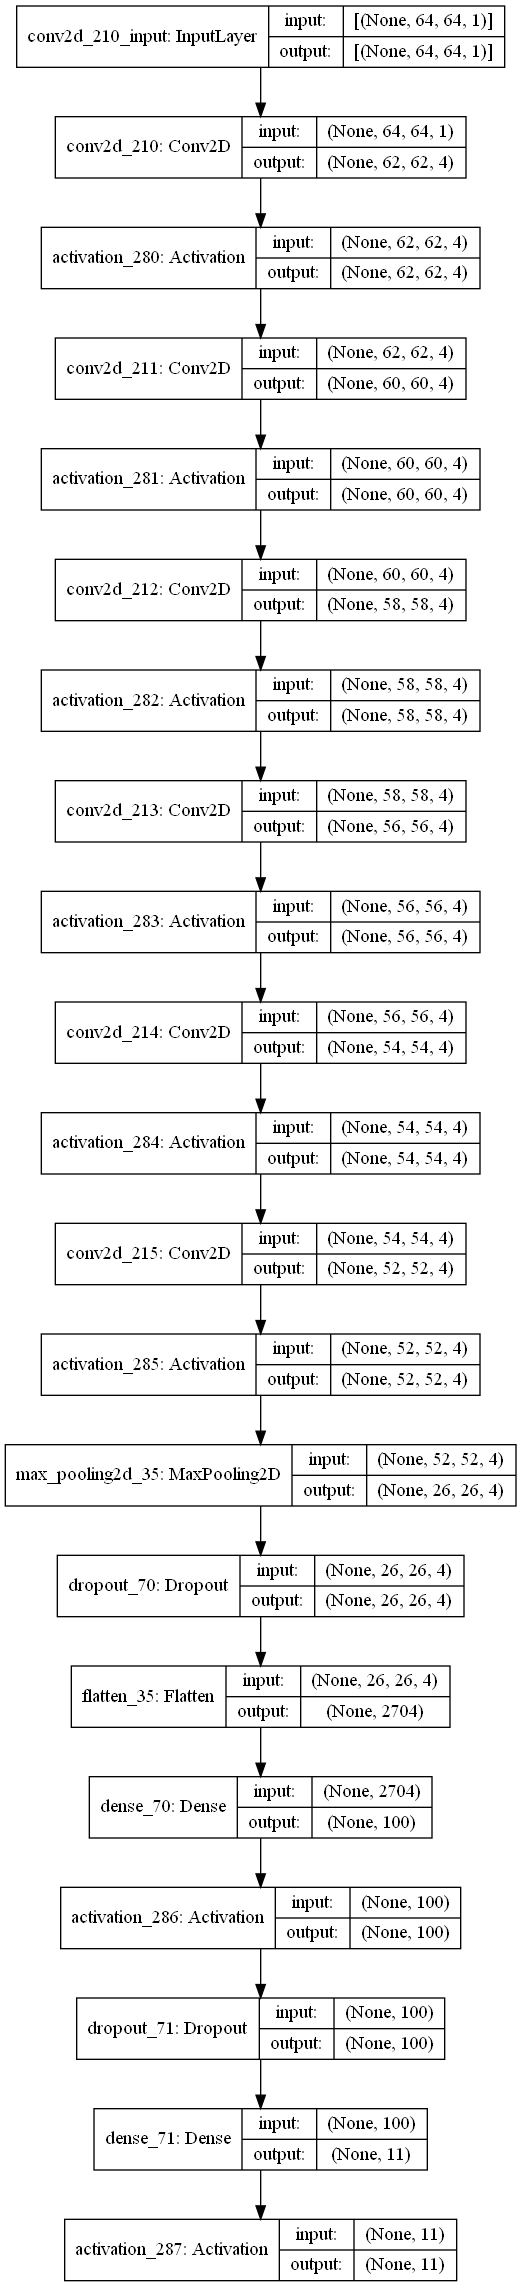 conv2d_210_input: InputLayer
input: [(None, 64, 64, 1)]
output: [(None, 64, 64, 1)]
conv2d_210: Conv2D
input: (None, 64, 64, 1)
output: (None, 62, 62, 4)
activation_280: Activation
input: (None, 62, 62, 4)
output: (None, 62, 62, 4)
conv2d_211: Conv2D
input: (None, 62, 62, 4)
output: (None, 60, 60, 4)
activation_281: Activation
input: (None, 60, 60, 4)
output: (None, 60, 60, 4)
conv2d_212: Conv2D
input: (None, 60, 60, 4)
output: (None, 58, 58, 4)
activation_282: Activation
input: (None, 58, 58, 4)
output: (None, 58, 58, 4)
conv2d_213: Conv2D
input: (None, 58, 58, 4)
output: (None, 56, 56, 4)
activation_283: Activation
input: (None, 56, 56, 4)
output: (None, 56, 56, 4)
conv2d_214: Conv2D
input: (None, 56, 56, 4)
output: (None, 54, 54, 4)
activation_284: Activation
input: (None, 54, 54, 4)
output: (None, 54, 54, 4)
conv2d_215: Conv2D
input: (None, 54, 54, 4)
output: (None, 52, 52, 4)
activation_285: Activation
input: (None, 52, 52, 4)
output: (None, 52, 52, 4)
max_pooling2d_35: MaxPooling2D
input: (None, 52, 52, 4)
output: (None, 26, 26, 4)
dropout_70: Dropout
input: (None, 26, 26, 4)
output: (None, 26, 26, 4)
flatten_35: Flatten
input: (None, 26, 26, 4)
output: (None, 2704)
dense_70: Dense
input: (None, 2704)
output: (None, 100)
activation_286: Activation
input: (None, 100)
output: (None, 100)
dropout_71: Dropout
input: (None, 100)
output: (None, 100)
dense_71: Dense
input: (None, 100)
output: (None, 11)
activation_287: Activation
input: (None, 11)
output: (None, 11)